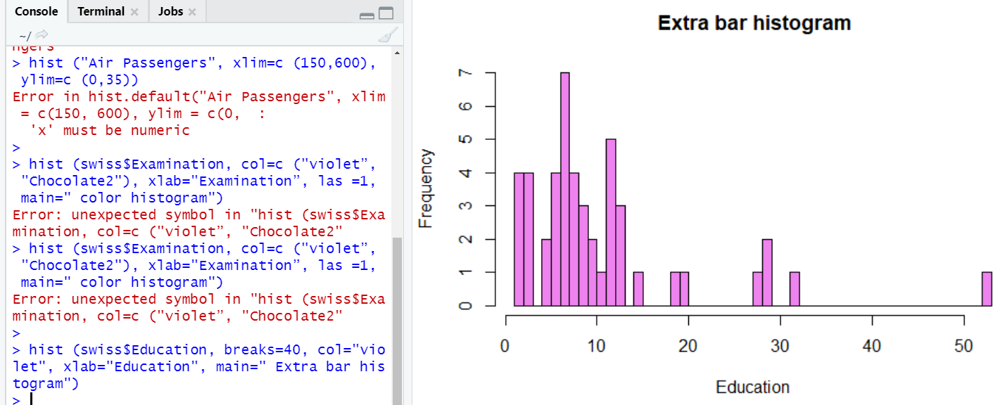 Console Terminal × Jobs ×
~/
ngers
> hist ("Air Passengers", xlim=c (150,600),
ylim=c (0,35))
Error in hist.default("Air Passengers", xlim
= c(150, 600), ylim = c(0,  :
'x' must be numeric
>
> hist (swiss$Examination, col=c ("violet”,
"Chocolate2"), xlab="Examination”, las =1,
main=" color histogram")
Error: unexpected symbol in "hist (swiss$Exa
mination, col=c ("violet”, "Chocolate2"
> hist (swiss$Examination, col=c ("violet”,
"Chocolate2"), xlab="Examination”, las =1,
main=" color histogram")
Error: unexpected symbol in "hist (swiss$Exa
mination, col=c ("violet”, "Chocolate2"
>
> hist (swiss$Education, breaks=40, col="vio
let", xlab="Education", main=" Extra bar his
togram")
>
Extra bar histogram
Frequency
7
6
5
4
3
2
1
0
0 10 20 30 40 50
Education